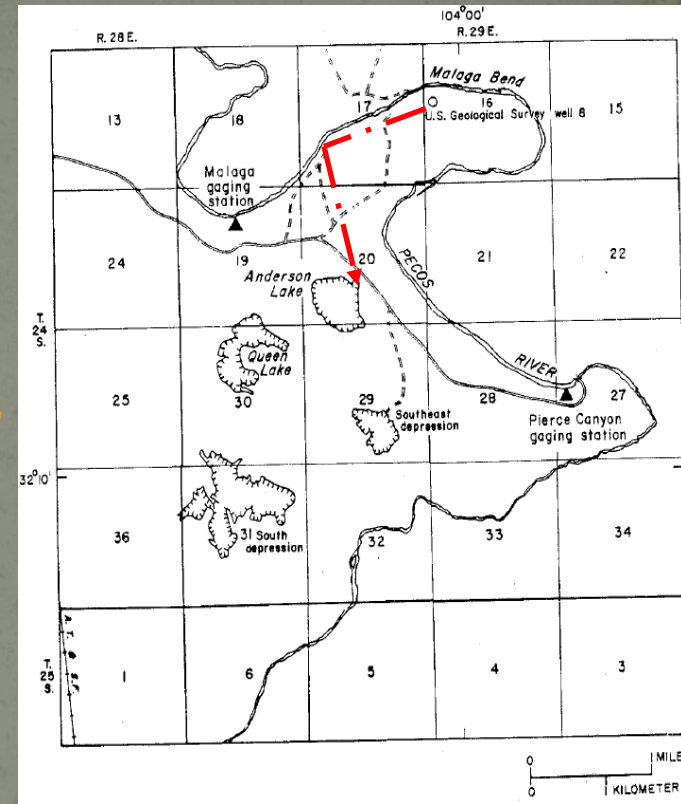 104°00'
R. 28 E.
R. 29 E.
Malaga Bend
13
18
17
16
15
U.S. Geological Survey well 8
Malaga
gaging
station
24
19
20
21
22
PECOS
RIVER
Anderson
Lake
T.
24
S.
Queen
Lake
25
30
29
28
27
Southeast
depression
Pierce Canyon
gaging station
32°10'
36
31 South
depression
32
33
34
A. T. & S. F.
T.
25
S.
1
6
5
4
3
0
1 MILE
0
1 KILOMETER